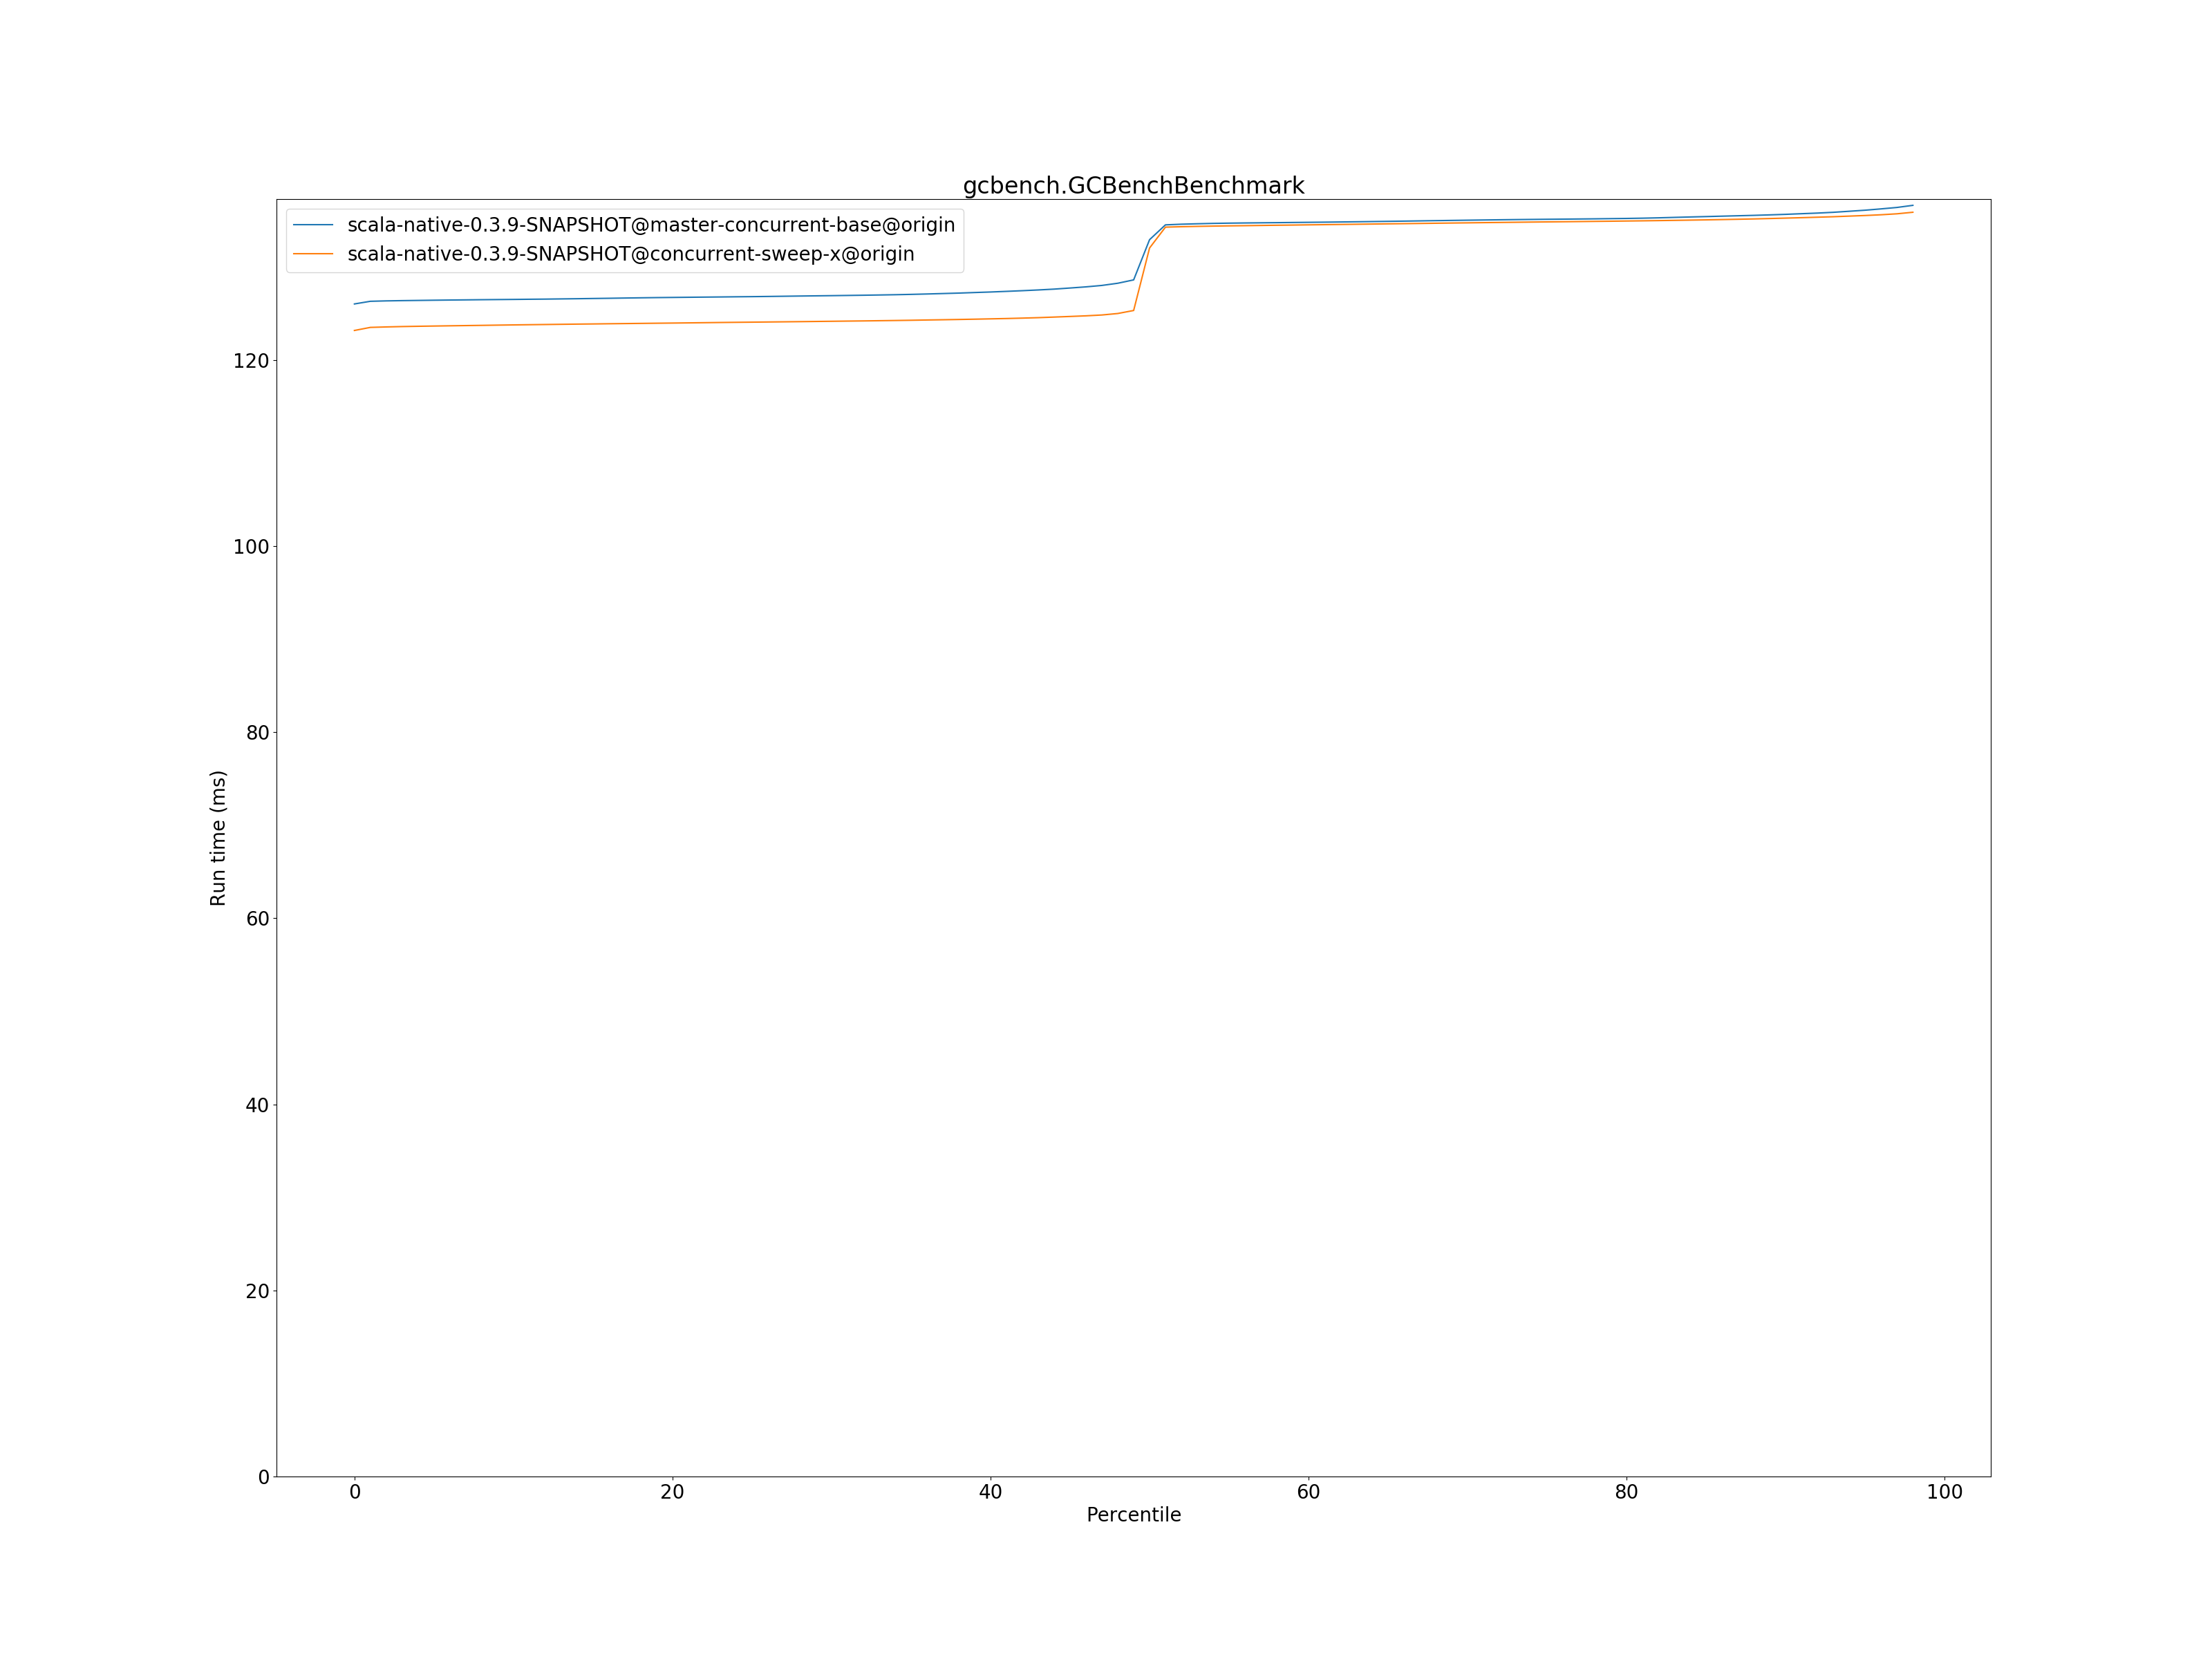 gcbench.GCBenchBenchmark
scala-native-0.3.9-SNAPSHOT@master-concurrent-base@origin
scala-native-0.3.9-SNAPSHOT@concurrent-sweep-x@origin
120
100
80
60
40
20
0
Run time (ms)
0 20 40 60 80 100
Percentile